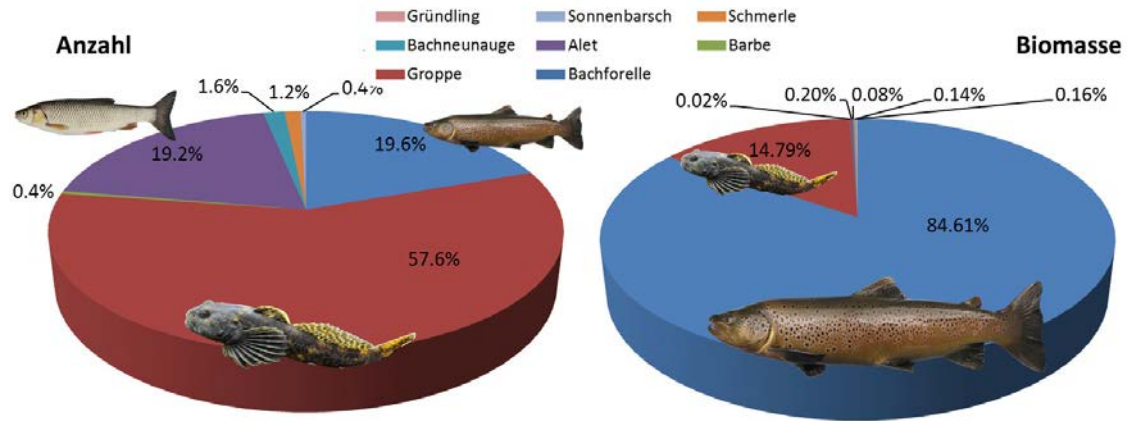 Anzahl
Gründling Sonnenbarsch Schmerle
Bachneunauge Alet Barbe
Groppe Bachforelle
Biomasse
1.6% 1.2% 0.4%
19.2% 19.6%
0.4%
57.6%
0.02% 0.20% 0.08% 0.14% 0.16%
14.79%
84.61%